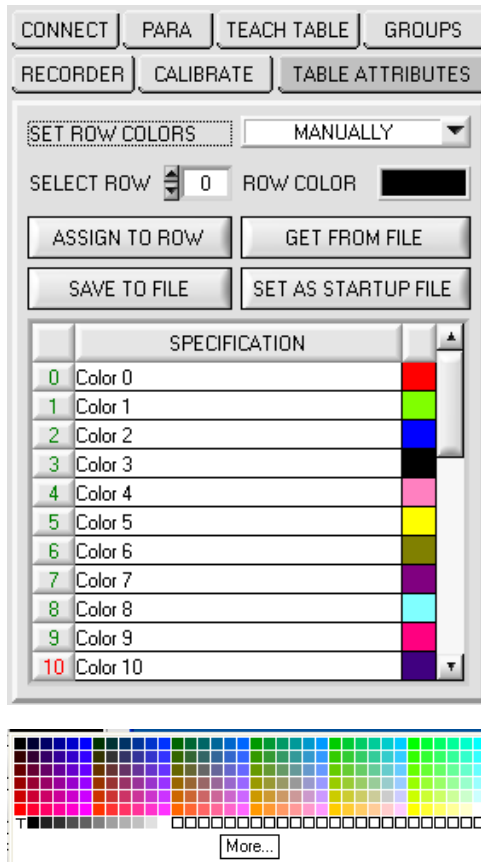 CONNECT PARA TEACH TABLE GROUPS
RECORDER CALIBRATE TABLE ATTRIBUTES
SET ROW COLORS MANUALLY
SELECT ROW 0 ROW COLOR
ASSIGN TO ROW GET FROM FILE
SAVE TO FILE SET AS STARTUP FILE
SPECIFICATION
0 Color 0
1 Color 1
2 Color 2
3 Color 3
4 Color 4
5 Color 5
6 Color 6
7 Color 7
8 Color 8
9 Color 9
10 Color 10
T
More...